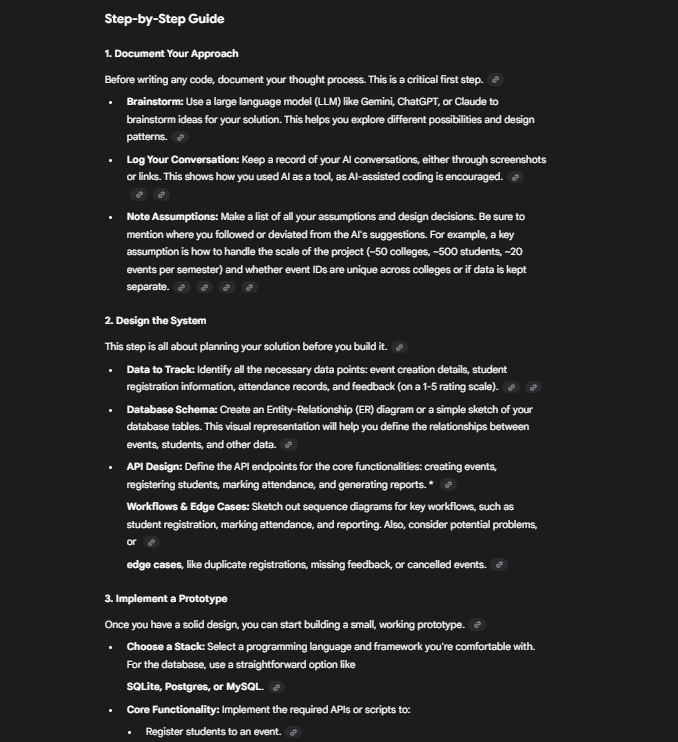 Step-by-Step Guide
1. Document Your Approach
Before writing any code, document your thought process. This is a critical first step.
• Brainstorm: Use a large language model (LLM) like Gemini, ChatGPT, or Claude to
brainstorm ideas for your solution. This helps you explore different possibilities and design
patterns.
• Log Your Conversation: Keep a record of your AI conversations, either through screenshots
or links. This shows how you used AI as a tool, as AI-assisted coding is encouraged.
• Note Assumptions: Make a list of all your assumptions and design decisions. Be sure to
mention where you followed or deviated from the AI's suggestions. For example, a key
assumption is how to handle the scale of the project (~50 colleges, ~500 students, ~20
events per semester) and whether event IDs are unique across colleges or if data is kept
separate.
2. Design the System
This step is all about planning your solution before you build it.
• Data to Track: Identify all the necessary data points: event creation details, student
registration information, attendance records, and feedback (on a 1-5 rating scale).
• Database Schema: Create an Entity-Relationship (ER) diagram or a simple sketch of your
database tables. This visual representation will help you define the relationships between
events, students, and other data.
• API Design: Define the API endpoints for the core functionalities: creating events,
registering students, marking attendance, and generating reports. *
Workflows & Edge Cases: Sketch out sequence diagrams for key workflows, such as
student registration, marking attendance, and reporting. Also, consider potential problems,
or
edge cases, like duplicate registrations, missing feedback, or cancelled events.
3. Implement a Prototype
Once you have a solid design, you can start building a small, working prototype.
• Choose a Stack: Select a programming language and framework you're comfortable with.
For the database, use a straightforward option like
SQLite, Postgres, or MySQL.
• Core Functionality: Implement the required APIs or scripts to:
• Register students to an event.